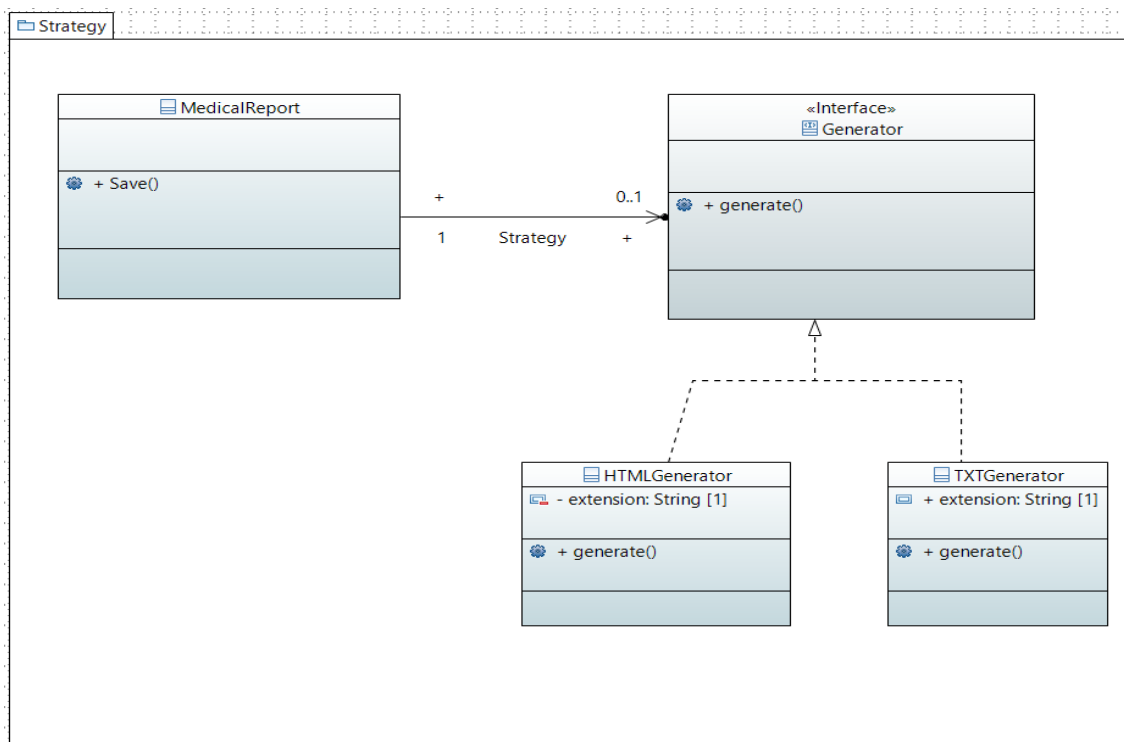 Strategy
MedicalReport
+ Save()
+
0..1
1
Strategy
+
«Interface»
Generator
+ generate()
HTMLGenerator
- extension: String [1]
+ generate()
TXTGenerator
+ extension: String [1]
+ generate()